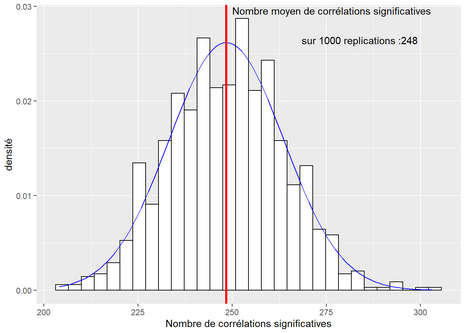 Nombre moyen de corrélations significatives
sur 1000 replications :248
densité
0.03
0.02
0.01
0.00
200
225
250
275
300
Nombre de corrélations significatives